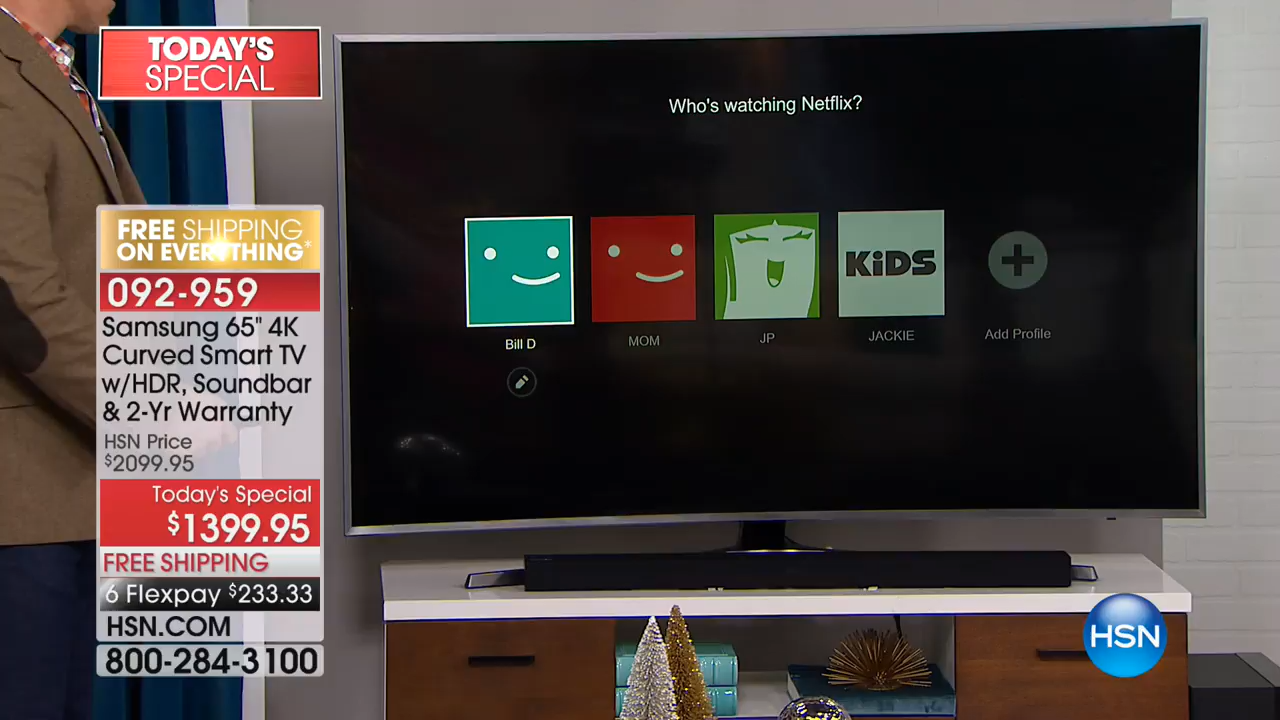 TODAY'S
SPECIAL
FREE SHIPPING
ON EVERYTHING*
092-959
Samsung 65" 4K
Curved Smart TV
w/HDR, Soundbar
& 2-Yr Warranty
HSN Price
$2099.95
Today's Special
$1399.95
FREE SHIPPING
6 Flexpay $233.33
HSN.COM
800-284-3100
Who's watching Netflix?
KiDS
Bill D
MOM
JP
JACKIE
Add Profile
HSN